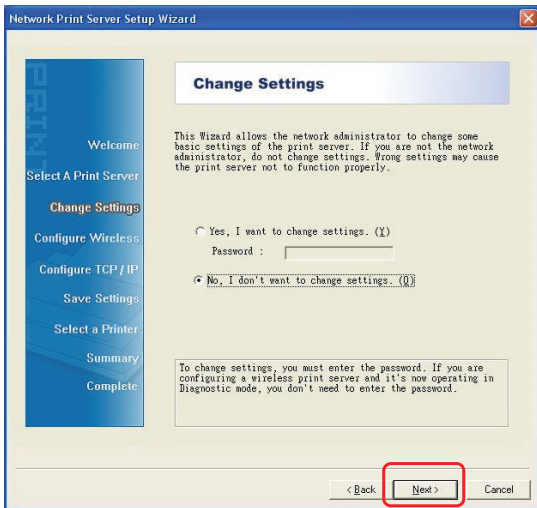 Network Print Server Setup Wizard
PRINT
Welcome
Select A Print Server
Change Settings
Configure Wireless
Configure TCP / IP
Save Settings
Select a Printer
Summary
Complete
Change Settings
This Wizard allows the network administrator to change some
basic settings of the print server. If you are not the network
administrator, do not change settings. Wrong settings may cause
the print server not to function properly.
Yes, I want to change settings. (Y)
Password :
No, I don't want to change settings. (O)
To change settings, you must enter the password. If you are
configuring a wireless print server and it's now operating in
Diagnostic mode, you don't need to enter the password.
< Back
Next >
Cancel